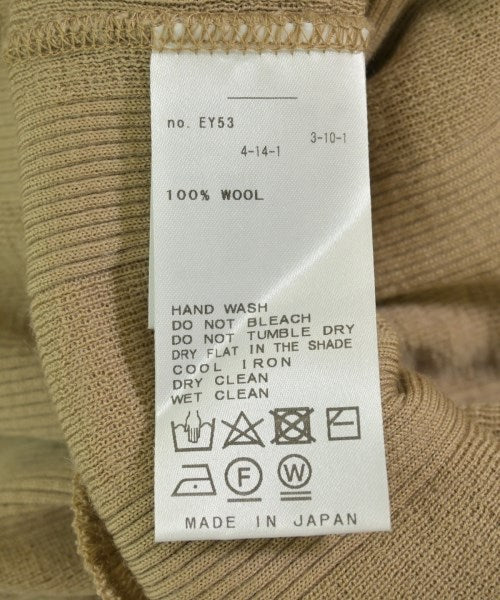 no. EY53
3-10-1
4-14-1
100% WOOL
HAND WASH
DO NOT BLEACH
DO NOT TUMBLE DRY
DRY FLAT IN THE SHADE
COOL IRON
DRY CLEAN
WET CLEAN
F W
MADE IN JAPAN